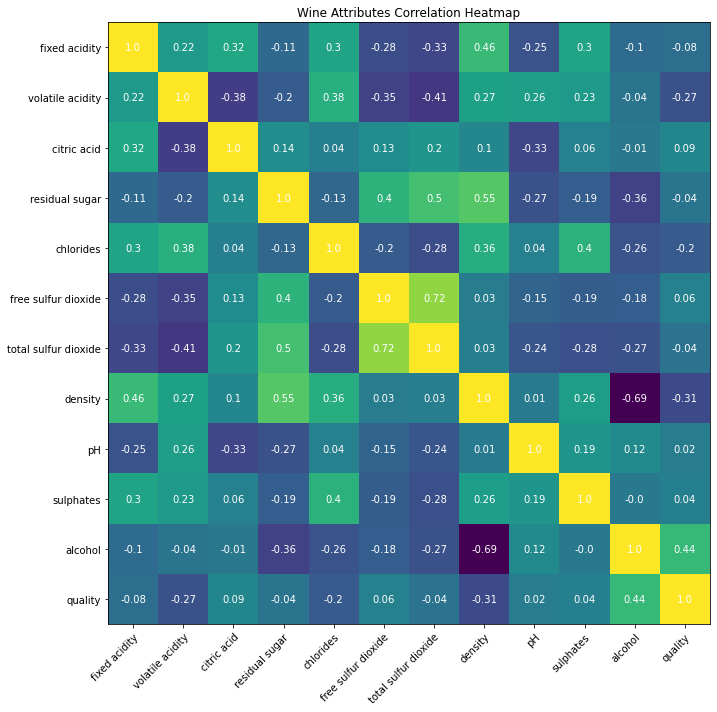 Wine Attributes Correlation Heatmap
fixed acidity 1.0 0.22 0.32 -0.11 0.3 -0.28 -0.33 0.46 -0.25 0.3 -0.1 -0.08
volatile acidity 0.22 1.0 -0.38 -0.2 0.38 -0.35 -0.41 0.27 0.26 0.23 -0.04 -0.27
citric acid 0.32 -0.38 1.0 0.14 0.04 0.13 0.2 0.1 -0.33 0.06 -0.01 0.09
residual sugar -0.11 -0.2 0.14 1.0 -0.13 0.4 0.5 0.55 -0.27 -0.19 -0.36 -0.04
chlorides 0.3 0.38 0.04 -0.13 1.0 -0.2 -0.28 0.36 0.04 0.4 -0.26 -0.2
free sulfur dioxide -0.28 -0.35 0.13 0.4 -0.2 1.0 0.72 0.03 -0.15 -0.19 -0.18 0.06
total sulfur dioxide -0.33 -0.41 0.2 0.5 -0.28 0.72 1.0 0.03 -0.24 -0.28 -0.27 -0.04
density 0.46 0.27 0.1 0.55 0.36 0.03 0.03 1.0 0.01 0.26 -0.69 -0.31
pH -0.25 0.26 -0.33 -0.27 0.04 -0.15 -0.24 0.01 1.0 0.19 0.12 0.02
sulphates 0.3 0.23 0.06 -0.19 0.4 -0.19 -0.28 0.26 0.19 1.0 -0.0 0.04
alcohol -0.1 -0.04 -0.01 -0.36 -0.26 -0.18 -0.27 -0.69 0.12 -0.0 1.0 0.44
quality -0.08 -0.27 0.09 -0.04 -0.2 0.06 -0.04 -0.31 0.02 0.04 0.44 1.0
fixed acidity volatile acidity citric acid residual sugar chlorides free sulfur dioxide total sulfur dioxide density pH sulphates alcohol quality